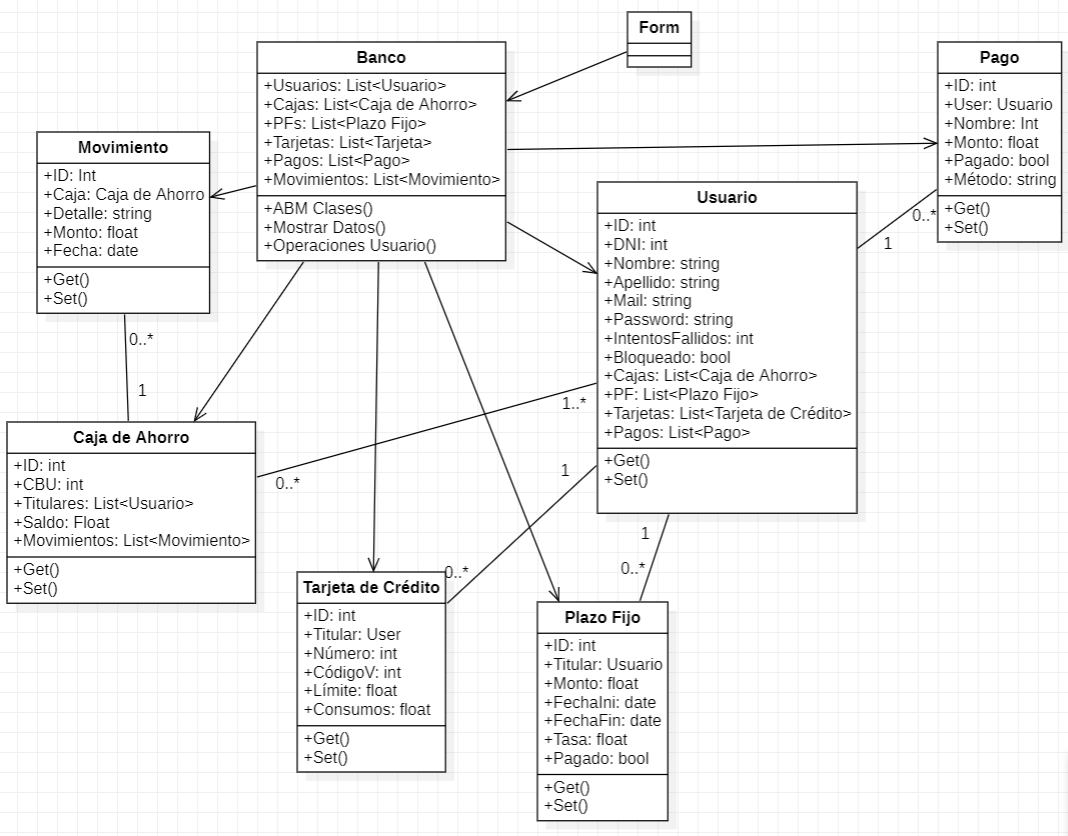 Form
Banco
+Usuarios: List<Usuario>
+Cajas: List<Caja de Ahorro>
+PFs: List<Plazo Fijo>
+Tarjetas: List<Tarjeta>
+Pagos: List<Pago>
+Movimientos: List<Movimiento>
+ABM Clases()
+Mostrar Datos()
+Operaciones Usuario()
Pago
+ID: int
+User: Usuario
+Nombre: Int
+Monto: float
+Pagado: bool
+Método: string
+Get()
+Set()
0..*
1
Movimiento
+ID: Int
+Caja: Caja de Ahorro
+Detalle: string
+Monto: float
+Fecha: date
+Get()
+Set()
0..*
1
Usuario
+ID: int
+DNI: int
+Nombre: string
+Apellido: string
+Mail: string
+Password: string
+IntentosFallidos: int
+Bloqueado: bool
+Cajas: List<Caja de Ahorro>
+PF: List<Plazo Fijo>
+Tarjetas: List<Tarjeta de Crédito>
+Pagos: List<Pago>
+Get()
+Set()
1..*
0..*
1
0..*
1
0..*
Caja de Ahorro
+ID: int
+CBU: int
+Titulares: List<Usuario>
+Saldo: Float
+Movimientos: List<Movimiento>
+Get()
+Set()
Tarjeta de Crédito
+ID: int
+Titular: User
+Número: int
+CódigoV: int
+Límite: float
+Consumos: float
+Get()
+Set()
Plazo Fijo
+ID: int
+Titular: Usuario
+Monto: float
+FechaIni: date
+FechaFin: date
+Tasa: float
+Pagado: bool
+Get()
+Set()